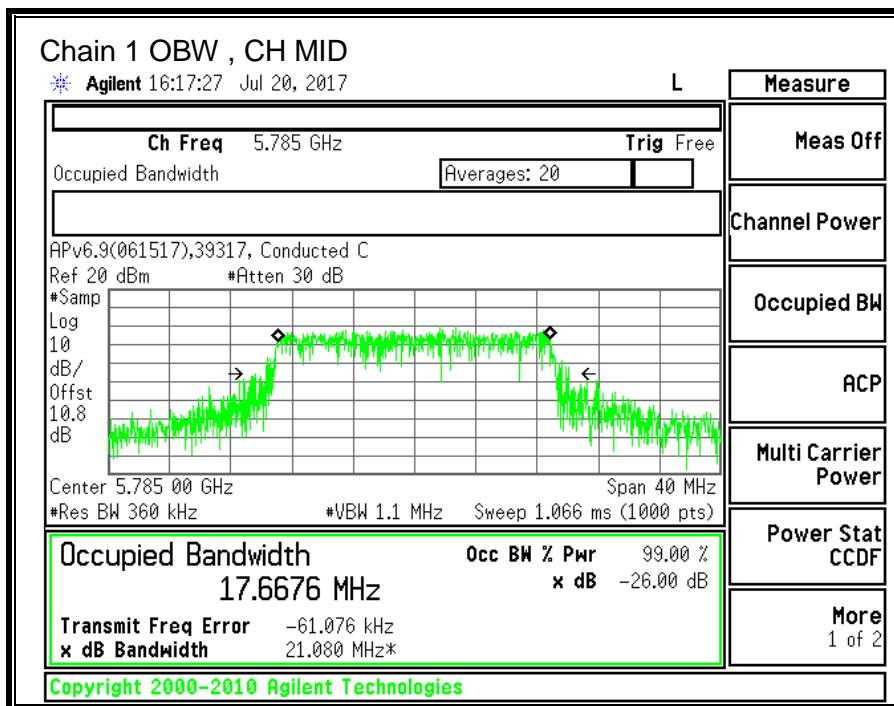 Chain 1 OBW , CH MID
Agilent 16:17:27 Jul 20, 2017 L Measure
Ch Freq 5.785 GHz Trig Free
Meas Off
Occupied Bandwidth Averages: 20
Channel Power
APv6.9(061517),39317, Conducted C
Ref 20 dBm #Atten 30 dB
#Samp
Log
10
dB/
Offst
10.8
dB
Occupied BW
ACP
Multi Carrier
Power
Center 5.785 00 GHz Span 40 MHz
#Res BW 360 kHz #VBW 1.1 MHz Sweep 1.066 ms (1000 pts)
Power Stat
CCDF
Occupied Bandwidth Occ BW % Pwr 99.00 %
17.6676 MHz x dB -26.00 dB
Transmit Freq Error -61.076 kHz
x dB Bandwidth 21.080 MHz*
More
1 of 2
Copyright 2000-2010 Agilent Technologies